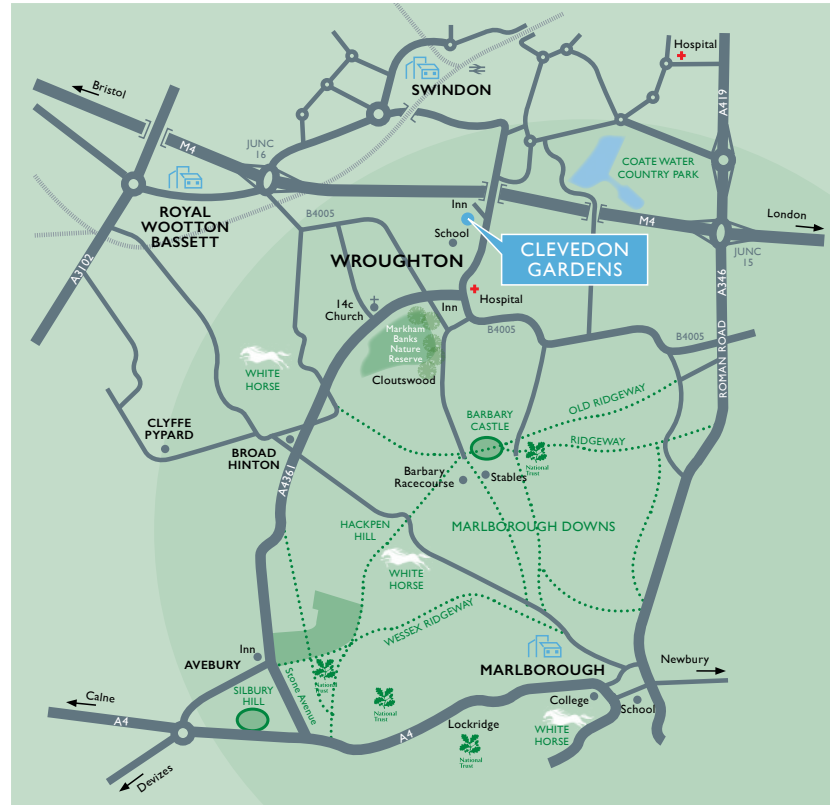 Hospital
Bristol
SWINDON
A419
JUNC
16
M4
COATE WATER
COUNTRY PARK
ROYAL
WOOTTON
BASSETT
B4005
Inn
School
M4
London
CLEVEDON
GARDENS
JUNC
15
WROUGHTON
A3102
A346
14c
Church
Inn
Hospital
B4005
B4005
Markham
Banks
Nature
Reserve
Cloutswood
WHITE
HORSE
ROMAN ROAD
OLD RIDGEWAY
BARBARY
CASTLE
RIDGEWAY
CLYFFE
PYPARD
BROAD
HINTON
National
Trust
Barbary
Racecourse
Stables
A4361
HACKPEN
HILL
MARLBOROUGH DOWNS
WHITE
HORSE
WESSEX RIDGEWAY
Inn
AVEBURY
MARLBOROUGH
Newbury
Stone Avenue
National
Trust
SILBURY
HILL
National
Trust
Calne
College
School
A4
A4
Lockridge
WHITE
HORSE
National
Trust
Devizes